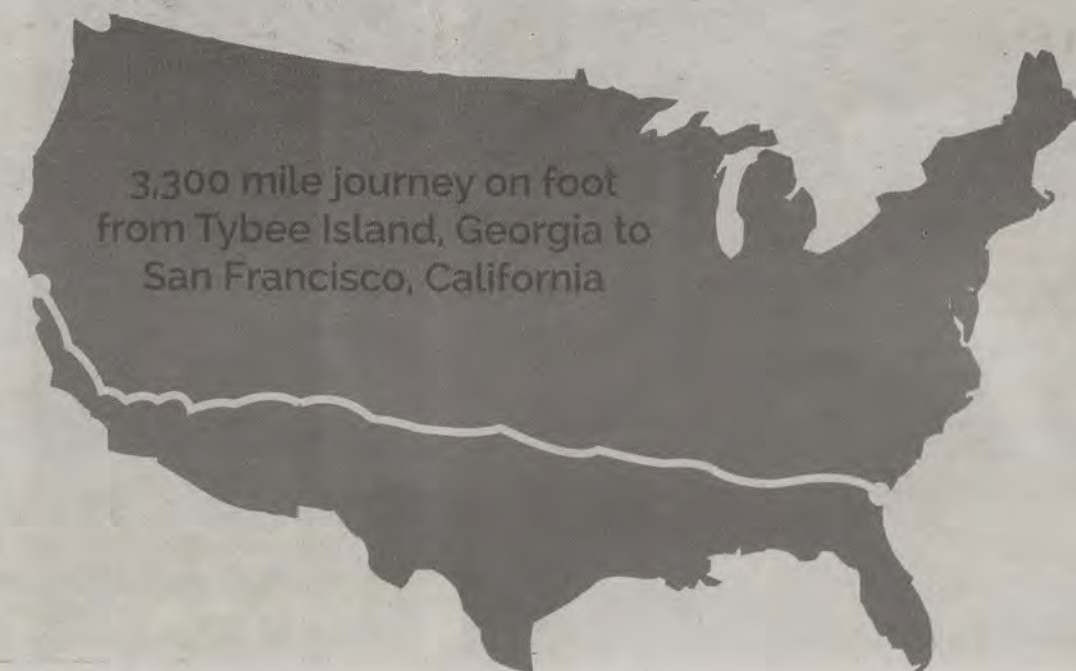 3,300 mile journey on foot
from Tybee Island, Georgia to
San Francisco, California